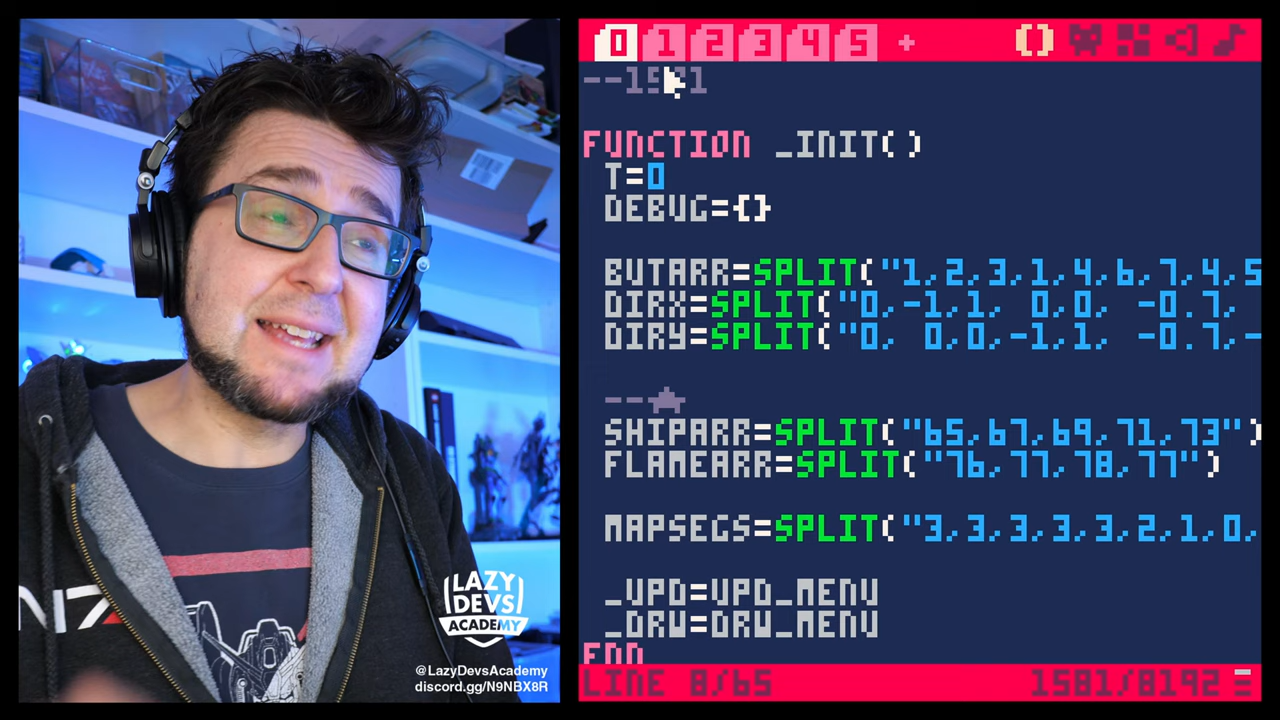 N7
LAZY
DEVS
ACADEMY
@LazyDevsAcademy
discord.gg/N9NBX8R
0 1 2 3 4 5 +
FUNCTION _INIT()
T=0
DEBUG={}
BUTARR=SPLIT("1,2,3,1,4,6,7,4,5
DIRX=SPLIT("0,-1,1, 0,0, -0.7,
DIRY=SPLIT("0, 0,0,-1,1, -0.7,-
--
SHIPARR=SPLIT("65,67,69,71,73")
FLAMEARR=SPLIT("76,77,78,77")
MAPSEGS=SPLIT("3,3,3,3,3,2,1,0,
_UPD=UPD_MENU
_DRW=DRW_MENU
END
LINE 8/65
1581/8192